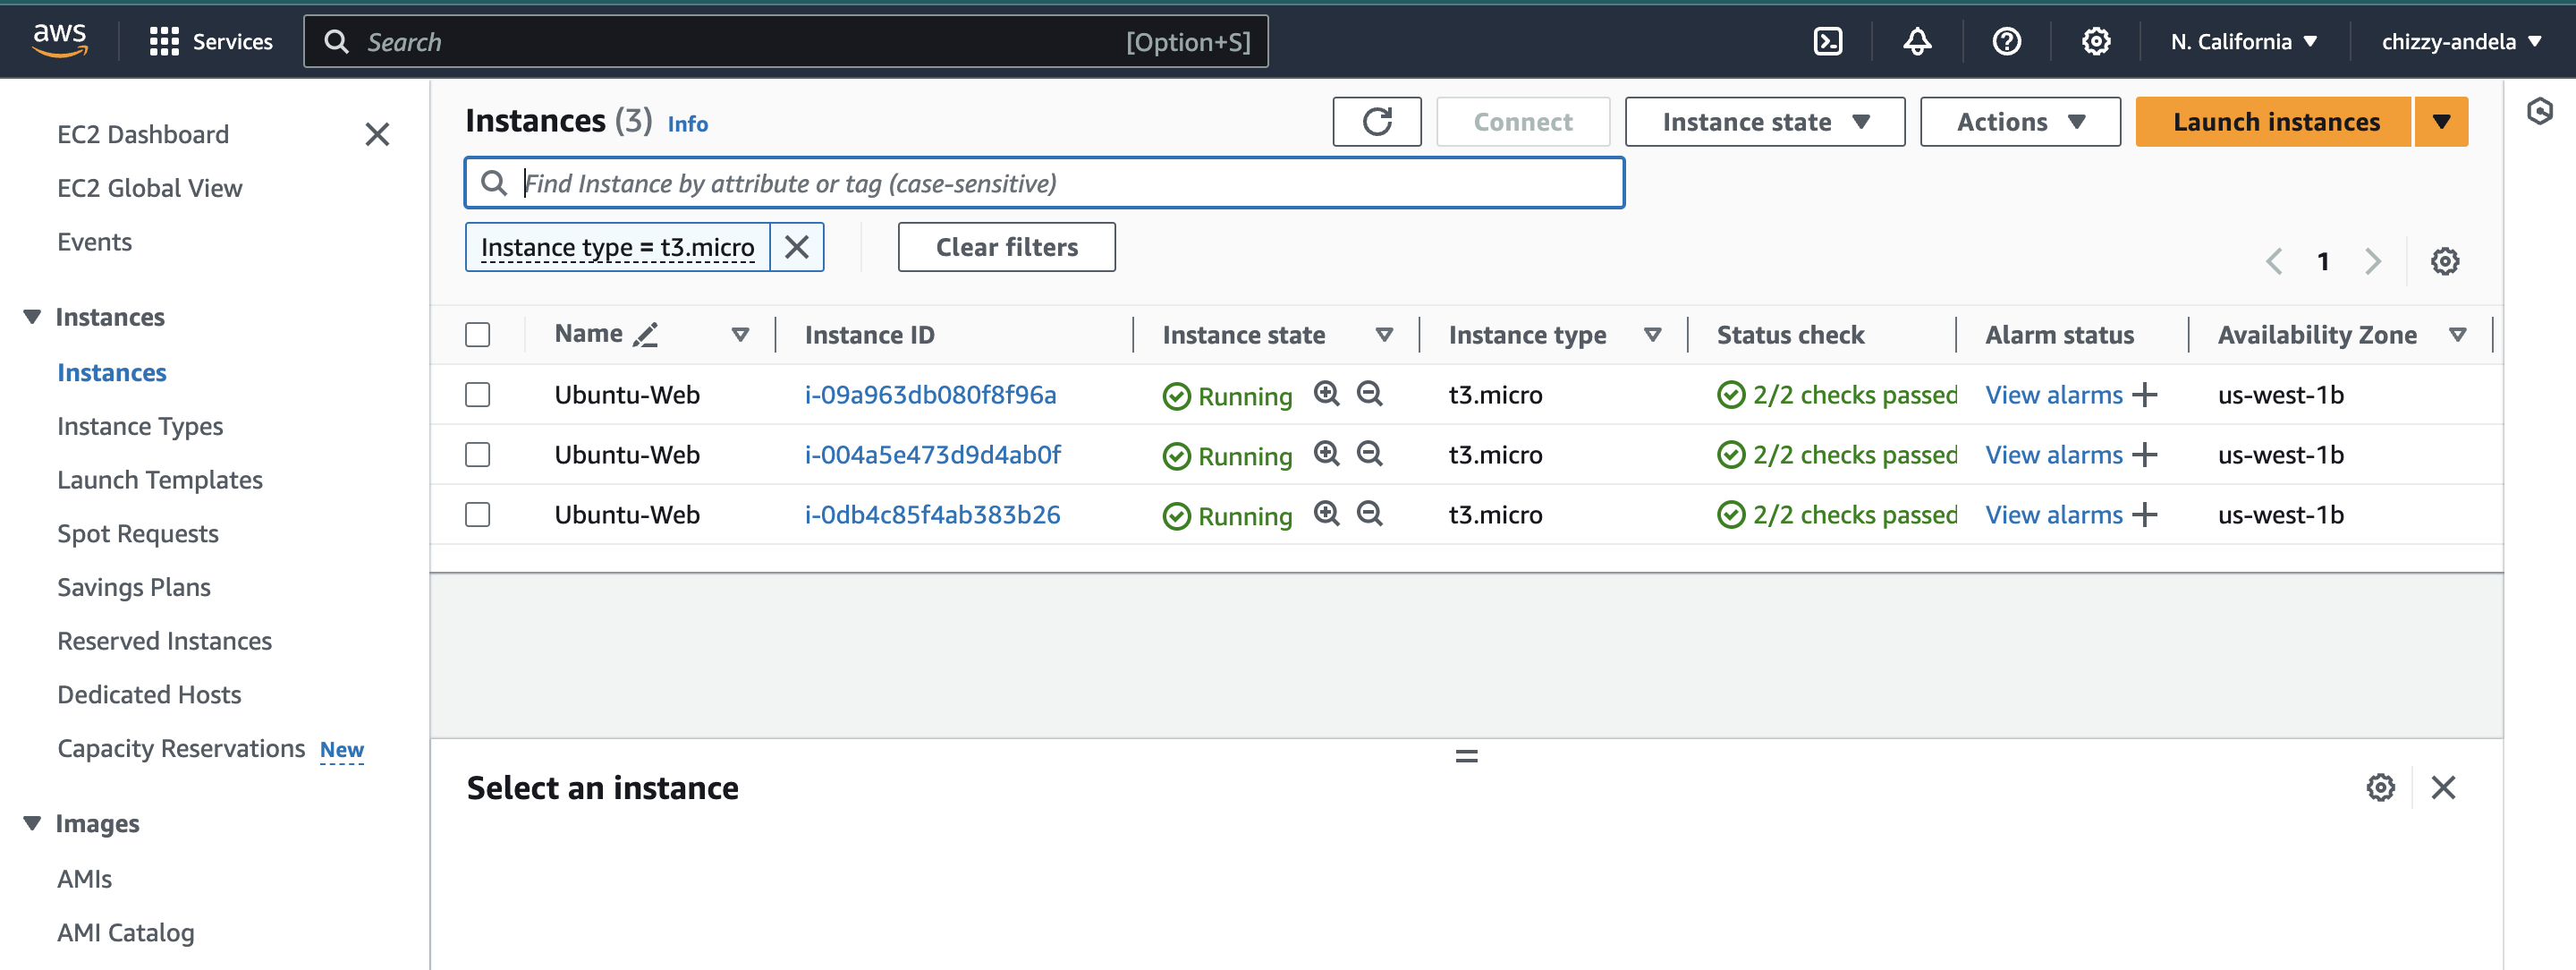 aws
Services
Search
[Option+S]
N. California
chizzy-andela
EC2 Dashboard
EC2 Global View
Events
Instances
Instances
Instance Types
Launch Templates
Spot Requests
Savings Plans
Reserved Instances
Dedicated Hosts
Capacity Reservations New
Images
AMIs
AMI Catalog
Instances (3) Info
Connect
Instance state
Actions
Launch instances
Find Instance by attribute or tag (case-sensitive)
Instance type = t3.micro
Clear filters
1
Name Instance ID Instance state Instance type Status check Alarm status Availability Zone
Ubuntu-Web i-09a963db080f8f96a Running t3.micro 2/2 checks passed View alarms us-west-1b
Ubuntu-Web i-004a5e473d9d4ab0f Running t3.micro 2/2 checks passed View alarms us-west-1b
Ubuntu-Web i-0db4c85f4ab383b26 Running t3.micro 2/2 checks passed View alarms us-west-1b
Select an instance